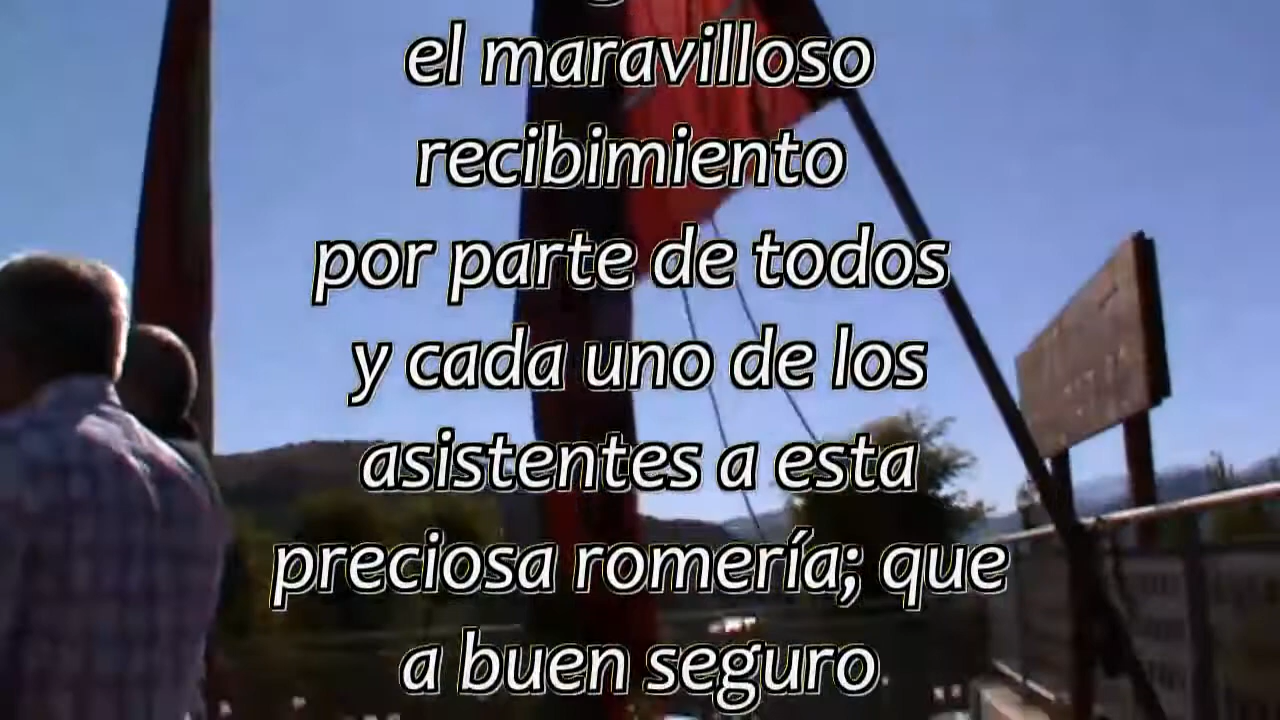 el maravilloso
recibimiento
por parte de todos
y cada uno de los
asistentes a esta
preciosa romería; que
a buen seguro